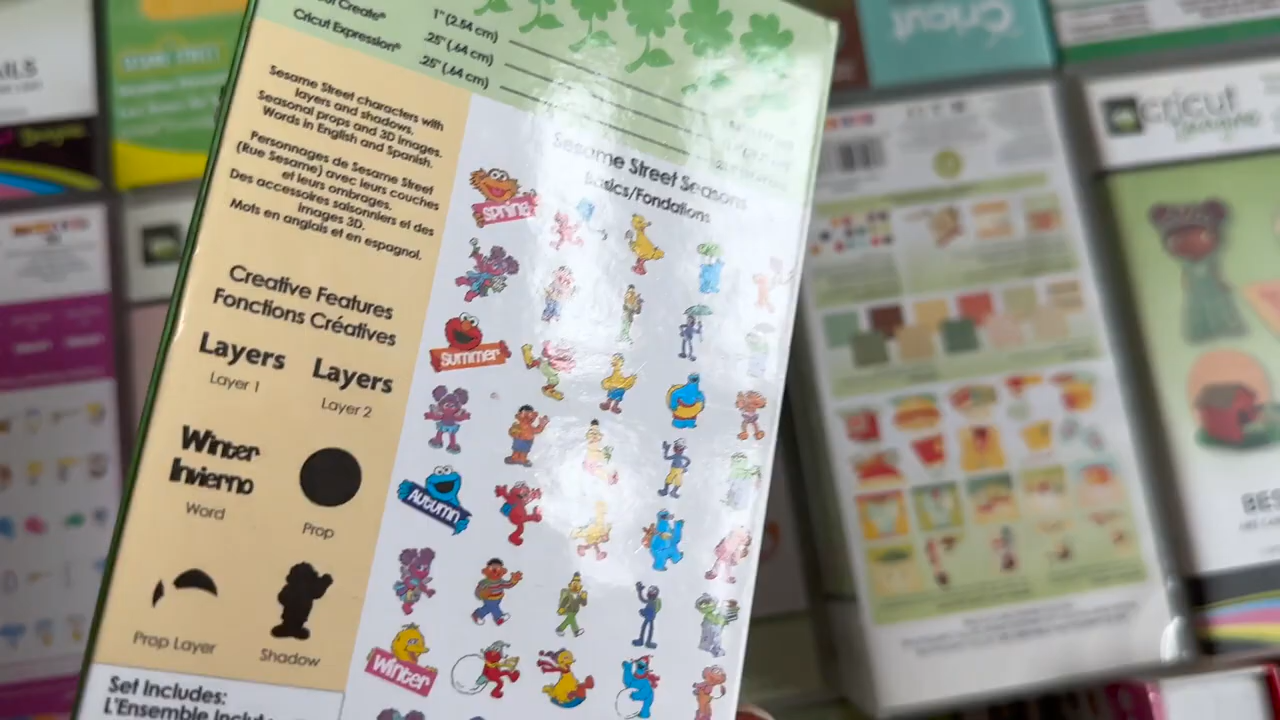 Cricut
Create®
Cricut Expression®
1" (2.54 cm)
.25" (.64 cm)
.25" (.64 cm)
Sesame Street characters with
layers and shadows.
Seasonal props and 3D images.
Words in English and Spanish.
Personnages de Sesame Street
(Rue Sesame) avec leurs couches
et leurs ombrages.
Des accessoires saisonniers et des
Images 3D.
Mots en anglais et en espagnol.
Creative Features
Fonctions Créatives
Layers
Layer 1
Layers
Layer 2
Winter
Invierno
Word
Prop
Prop Layer
Shadow
Set Includes:
Sesame Street Seasons
Basics/Fondations
spring
summer
Autumn
winter
cricut